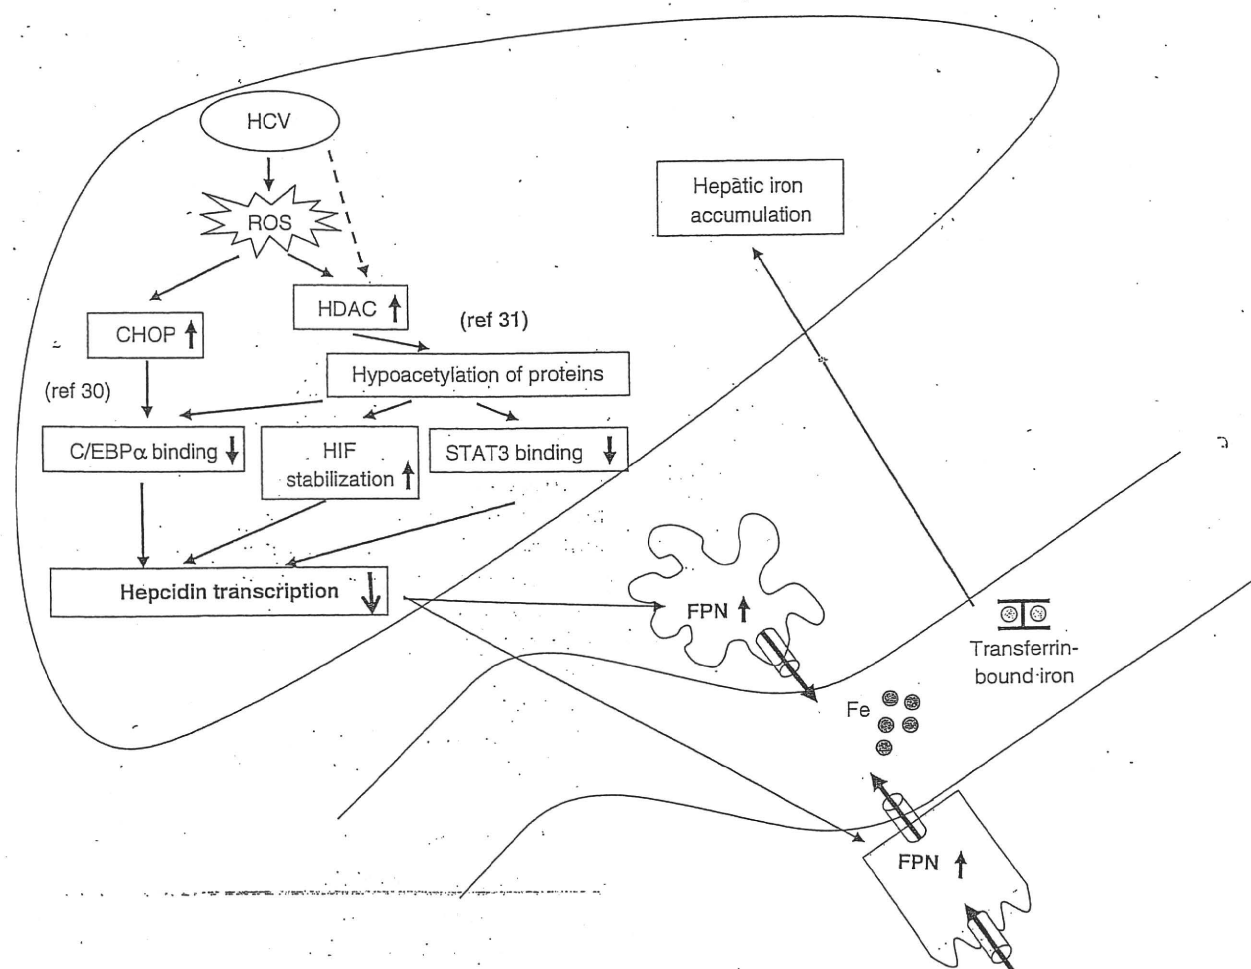 HCV
ROS
Hepatic iron
accumulation
HDAC
(ref 31)
CHOP
Hypoacetylation of proteins
(ref 30)
C/EBPα binding
HIF
stabilization
STAT3 binding
Hepcidin transcription
FPN
Transferrin-
bound iron
Fe
FPN